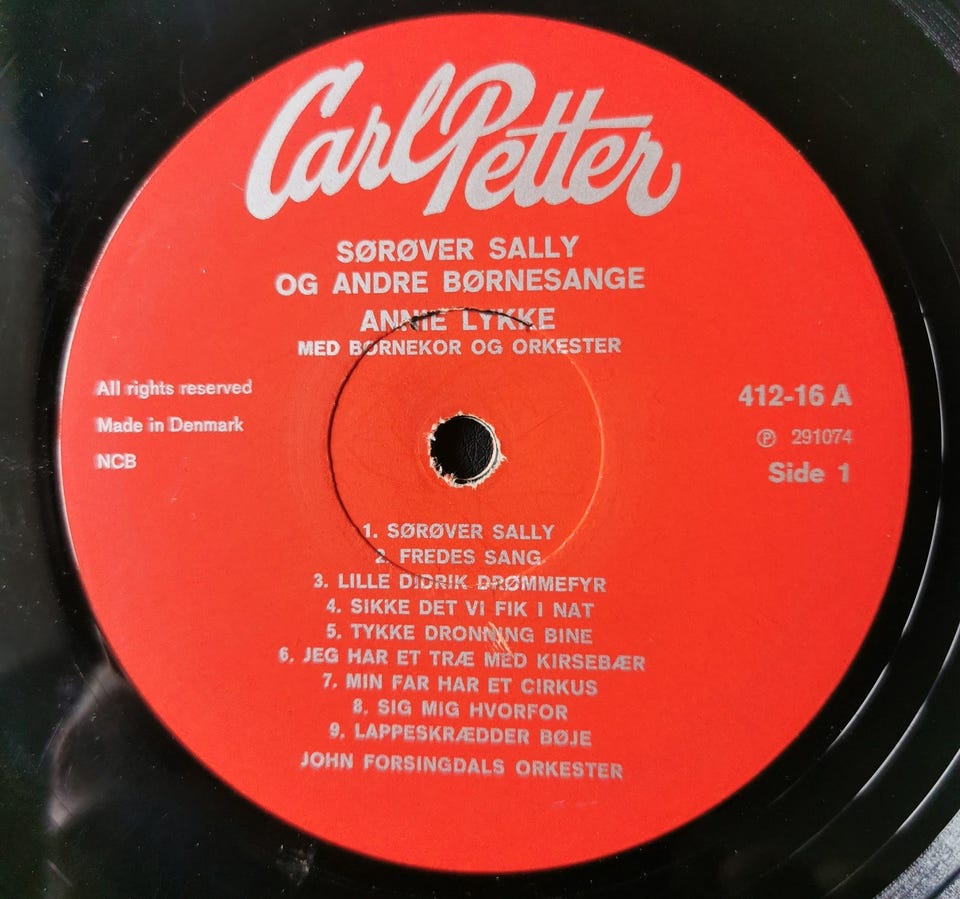 Carl Petter
SØRØVER SALLY
OG ANDRE BØRNESANGE
ANNIE LYKKE
MED BØRNEKOR OG ORKESTER
All rights reserved
Made in Denmark
NCB
412-16 A
Ⓟ 291074
Side 1
1. SØRØVER SALLY
2. FREDES SANG
3. LILLE DIDRIK DRØMMEFYR
4. SIKKE DET VI FIK I NAT
5. TYKKE DRONNING BINE
6. JEG HAR ET TRÆ MED KIRSEBÆR
7. MIN FAR HAR ET CIRKUS
8. SIG MIG HVORFOR
9. LAPPESKRÆDDER BØJE
JOHN FORSINGDALS ORKESTER